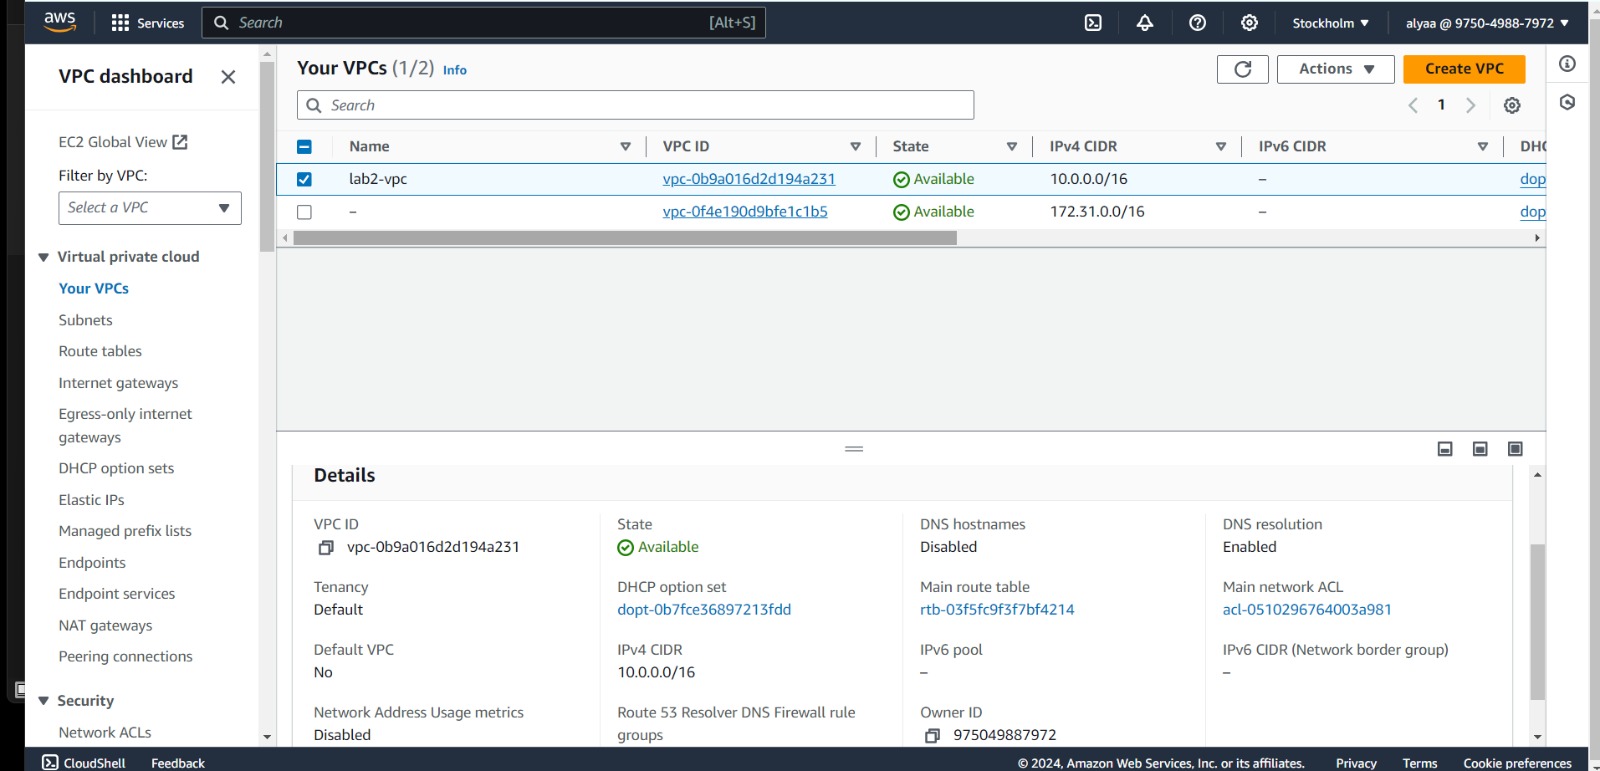 aws
Services
Search
[Alt+S]
Stockholm
alyaa @ 9750-4988-7972
VPC dashboard
EC2 Global View
Filter by VPC:
Select a VPC
Virtual private cloud
Your VPCs
Subnets
Route tables
Internet gateways
Egress-only internet
gateways
DHCP option sets
Elastic IPs
Managed prefix lists
Endpoints
Endpoint services
NAT gateways
Peering connections
Security
Network ACLs
Your VPCs (1/2) Info
Actions
Create VPC
Search
1
Name VPC ID State IPv4 CIDR IPv6 CIDR DHC
lab2-vpc vpc-0b9a016d2d194a231 Available 10.0.0.0/16 – dop
– vpc-0f4e190d9bfe1c1b5 Available 172.31.0.0/16 – dop
Details
VPC ID State DNS hostnames DNS resolution
vpc-0b9a016d2d194a231 Available Disabled Enabled
Tenancy DHCP option set Main route table Main network ACL
Default dopt-0b7fce36897213fdd rtb-03f5fc9f3f7bf4214 acl-0510296764003a981
Default VPC IPv4 CIDR IPv6 pool IPv6 CIDR (Network border group)
No 10.0.0.0/16 – –
Network Address Usage metrics Route 53 Resolver DNS Firewall rule Owner ID
Disabled groups 975049887972
CloudShell Feedback © 2024, Amazon Web Services, Inc. or its affiliates. Privacy Terms Cookie preferences